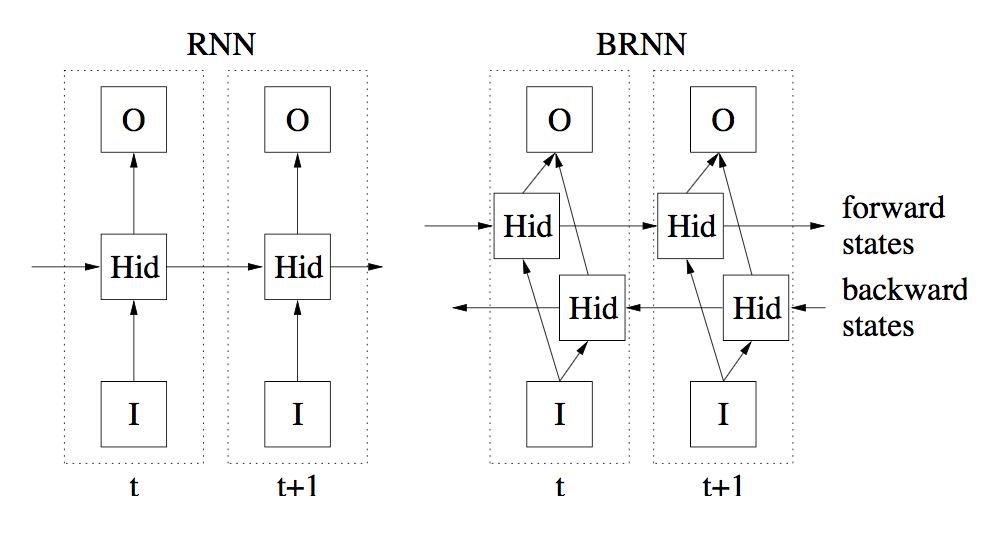 RNN
O
O
Hid
Hid
I
I
t
t+1
BRNN
O
O
Hid
Hid
forward
states
Hid
Hid
backward
states
I
I
t
t+1